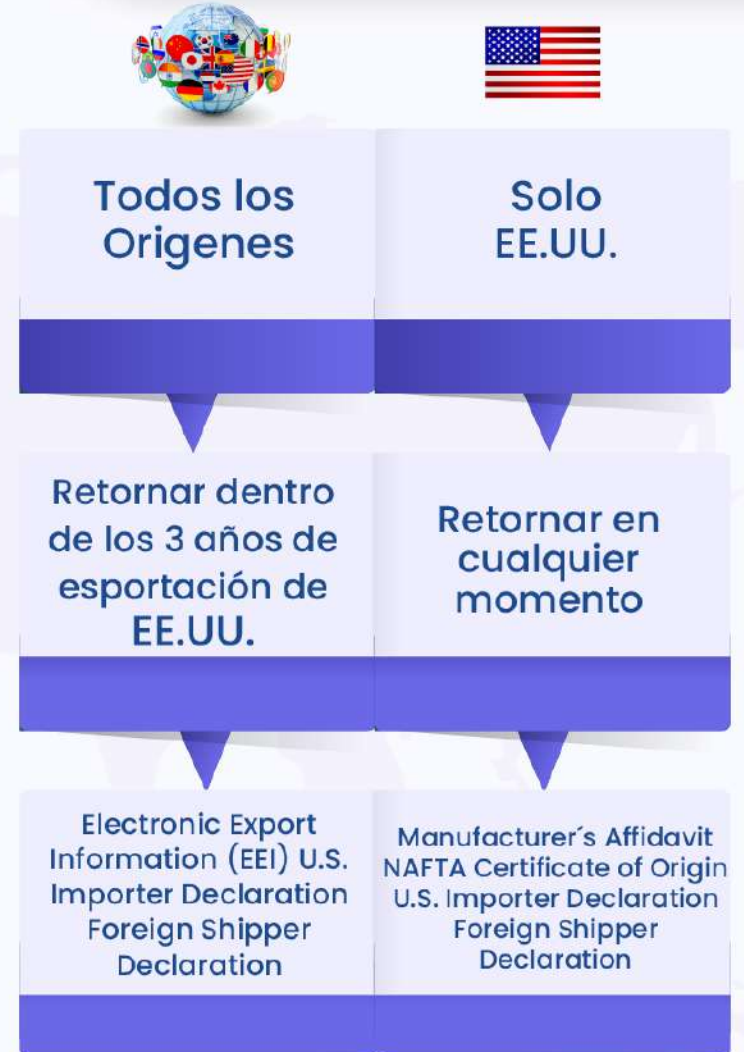 Todos los
Origenes
Solo
EE.UU.
Retornar dentro
de los 3 años de
esportación de
EE.UU.
Retornar en
cualquier
momento
Electronic Export
Information (EEI) U.S.
Importer Declaration
Foreign Shipper
Declaration
Manufacturer´s Affidavit
NAFTA Certificate of Origin
U.S. Importer Declaration
Foreign Shipper
Declaration